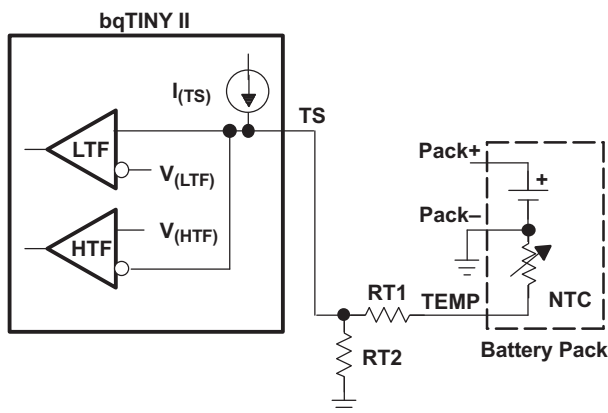 bqTINY II
I(TS)
TS
LTF
V(LTF)
V(HTF)
HTF
Pack+
+
Pack–
RT1
TEMP
NTC
RT2
Battery Pack